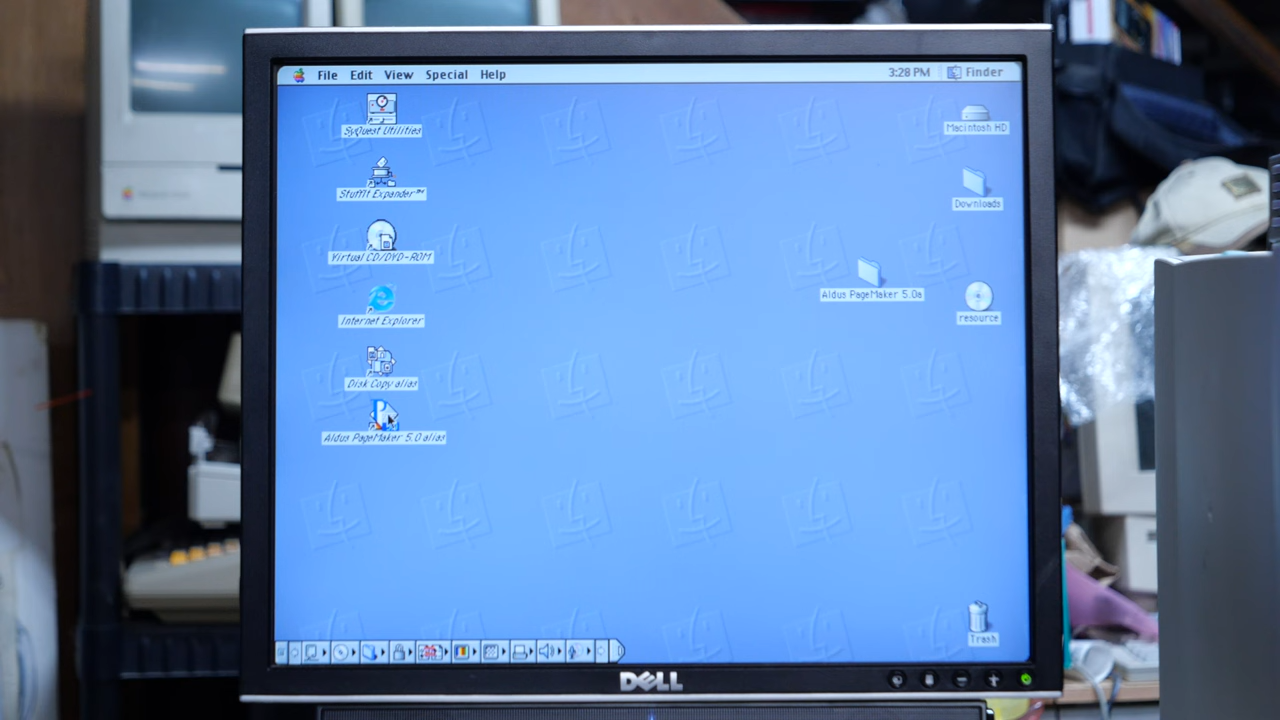 File Edit View Special Help 3:28 PM Finder
SyQuest Utilities
Macintosh HD
StuffIt Expander™
Downloads
Virtual CD/DVD-ROM
Aldus PageMaker 5.0a
Internet Explorer
resource
Disk Copy alias
Aldus PageMaker 5.0 alias
Trash
DELL